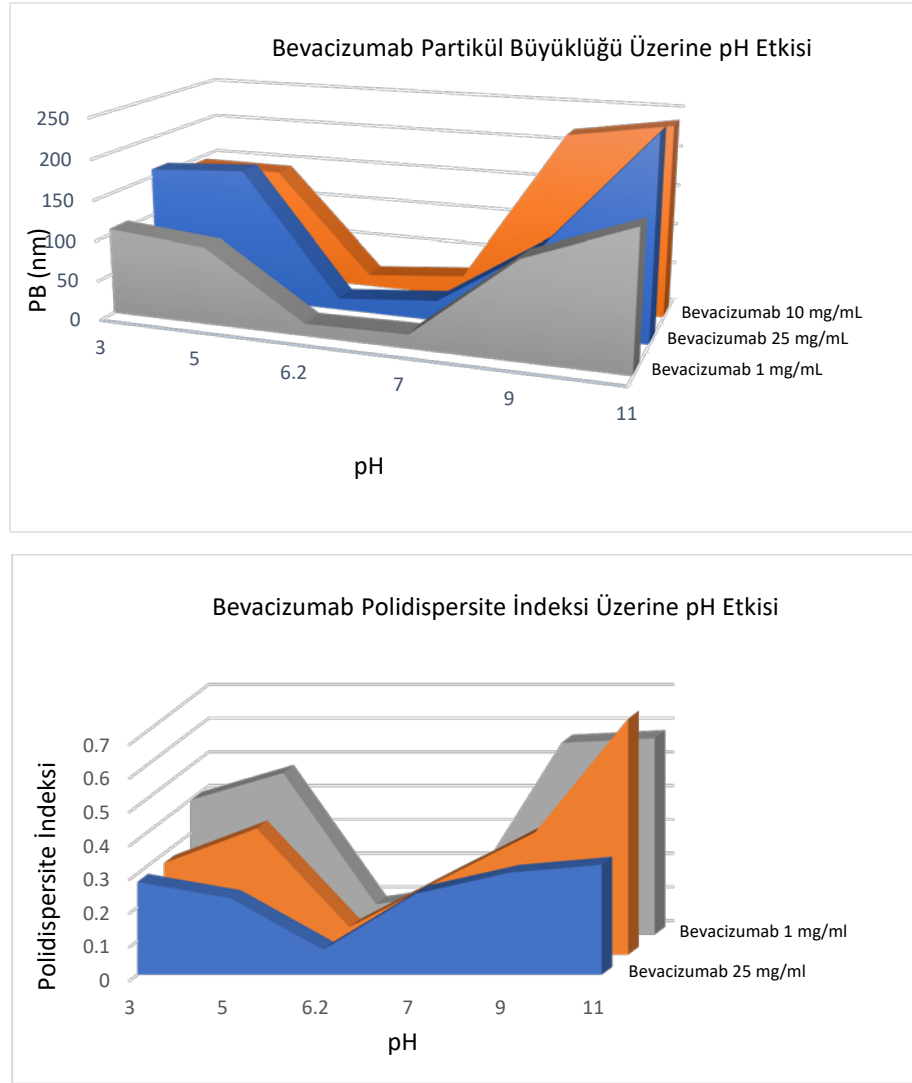 Bevacizumab Partikül Büyüklüğü Üzerine pH Etkisi
250
200
150
100
50
0
PB (nm)
3
5
6.2
7
9
11
Bevacizumab 10 mg/mL
Bevacizumab 25 mg/mL
Bevacizumab 1 mg/mL
pH
Bevacizumab Polidispersite İndeksi Üzerine pH Etkisi
0.7
0.6
0.5
0.4
0.3
0.2
0.1
0
Polidispersite İndeksi
3
5
6.2
7
9
11
Bevacizumab 1 mg/ml
Bevacizumab 25 mg/ml
pH